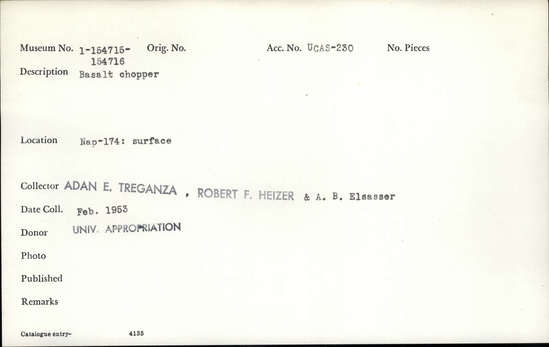 Museum No. 1-154715- Orig. No. Acc. No. UCAS-230 No. Pieces
154716
Description Basalt chopper
Location Nap-174: surface
Collector ADAN E. TREGANZA , ROBERT F. HEIZER & A. B. Elsasser
Date Coll. Feb. 1953
Donor UNIV. APPROPRIATION
Photo
Published
Remarks
Catalogue entry- 4135